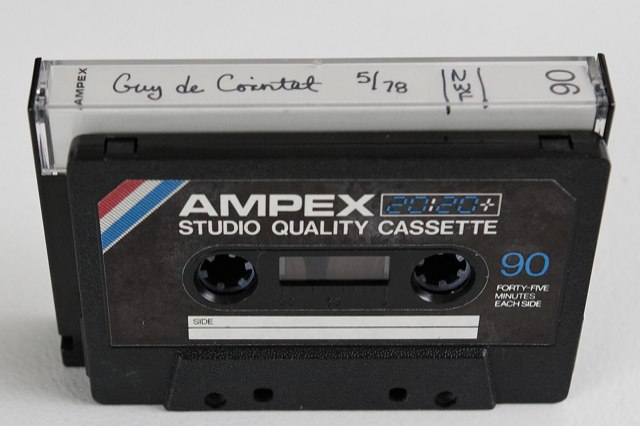 AMPEX Guy de Cointet 5/78 90
AMPEX 20:20+
STUDIO QUALITY CASSETTE
90
FORTY-FIVE
MINUTES
EACH SIDE
SIDE